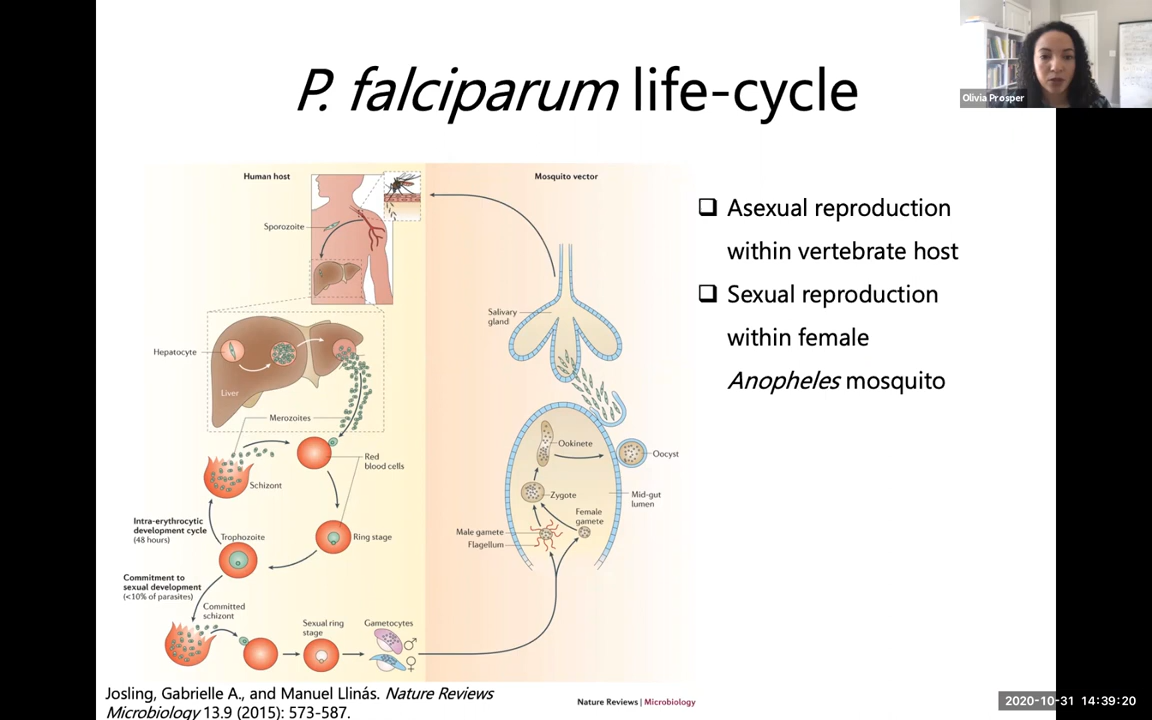 P. falciparum life-cycle
Olivia Prosper
Human host
Mosquito vector
Sporozoite
Hepatocyte
Liver
Merozoites
Red
blood cells
Schizont
Intra-erythrocytic
development cycle
(48 hours)
Trophozoite
Ring stage
Commitment to
sexual development
(<10% of parasites)
Committed
schizont
Sexual ring
stage
Gametocytes
♂
♀
Salivary
gland
Ookinete
Oocyst
Zygote
Mid-gut
lumen
Female
gamete
Male gamete
Flagellum
❑ Asexual reproduction
within vertebrate host
❑ Sexual reproduction
within female
Anopheles mosquito
Josling, Gabrielle A., and Manuel Llinás. Nature Reviews
Microbiology 13.9 (2015): 573-587.
Nature Reviews | Microbiology
2020-10-31 14:39:20